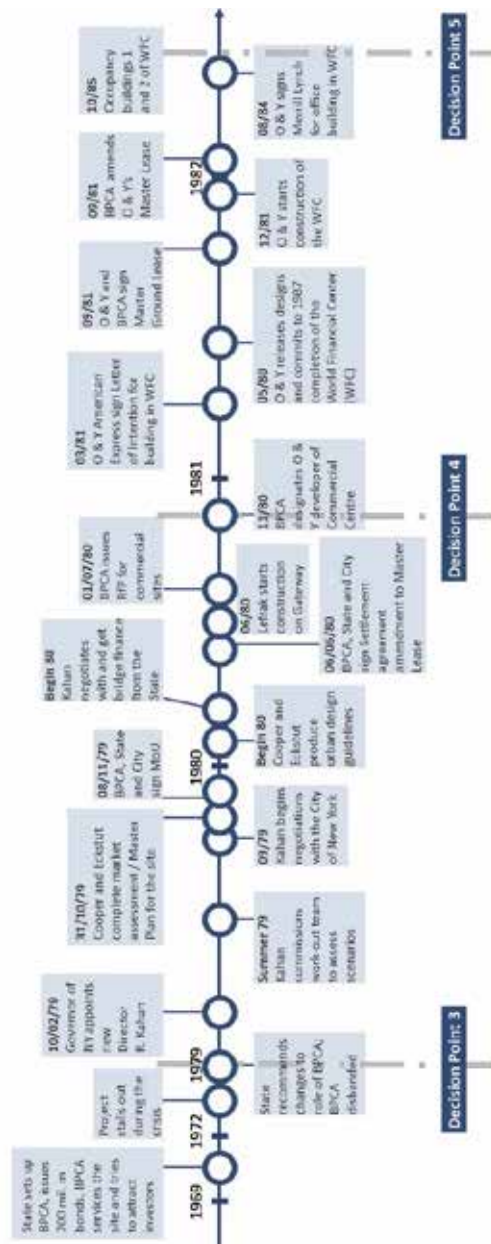 State sets up
BPCA, issues
200 mil. in
bonds, BPCA
services the
site and tries
to attract
investors
Project
stalls out
during the
crisis
10/02/79
Governor of
NY appoints
new
Director
R. Kahan
31/10/79
Cooper and Eckstut
complete market
assessment / Master
Plan for the site
08/11/79
BPCA, State
and City
sign MoU
Begin 80
Kahan
negotiates
with and get
bridge finance
from the
State
01/07/80
BPCA issues
RFP for
commercial
sites
03/81
O & Y American
Express sign Letter
of Intention for
building in WFC
09/81
O & Y and
BPCA sign
Master
Ground Lease
09/81
BPCA amends
O & Y's
Master Lease
10/85
Occupancy
buildings 1
and 2 of WFC
1969
1972
1979
1980
1981
1982
State
recommends
changes to
role of BPCA;
BPCA
disbanded
Summer 79
Kahan
commissions
work-out team
to assess
scenarios
09/79
Kahan begins
negotiations
with the City
of New York
Begin 80
Cooper and
Eckstut
produce
urban design
guidelines
06/06/80
BPCA, State and City
sign Settlement
agreement
amendment to Master
Lease
06/80
Lefrak starts
construction
on Gateway
11/80
BPCA
designates O &
Y developer of
Commercial
Centre
05/80
O & Y releases designs
and commits to 1987
completion of the
World Financial Center
(WFC)
12/81
O & Y starts
construction of
the WFC
08/84
O & Y signs
Merrill Lynch
for office
building in WFC
Decision Point 3
Decision Point 4
Decision Point 5